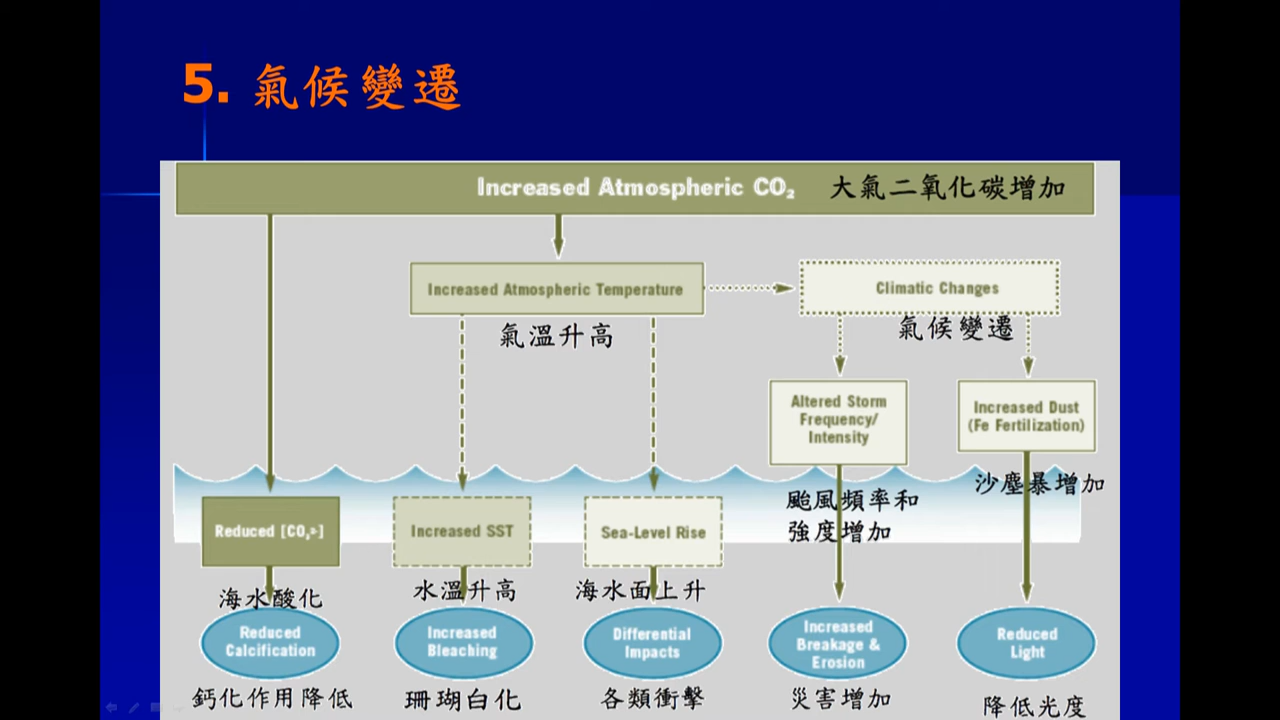 5. 氣候變遷
Increased Atmospheric CO₂ 大氣二氧化碳增加
Increased Atmospheric Temperature
氣溫升高
Climatic Changes
氣候變遷
Altered Storm
Frequency/
Intensity
颱風頻率和
強度增加
Increased Dust
(Fe Fertilization)
沙塵暴增加
Reduced [CO₃²⁻]
海水酸化
Increased SST
水溫升高
Sea-Level Rise
海水面上升
Reduced
Calcification
鈣化作用降低
Increased
Bleaching
珊瑚白化
Differential
Impacts
各類衝擊
Increased
Breakage &
Erosion
災害增加
Reduced
Light
降低光度